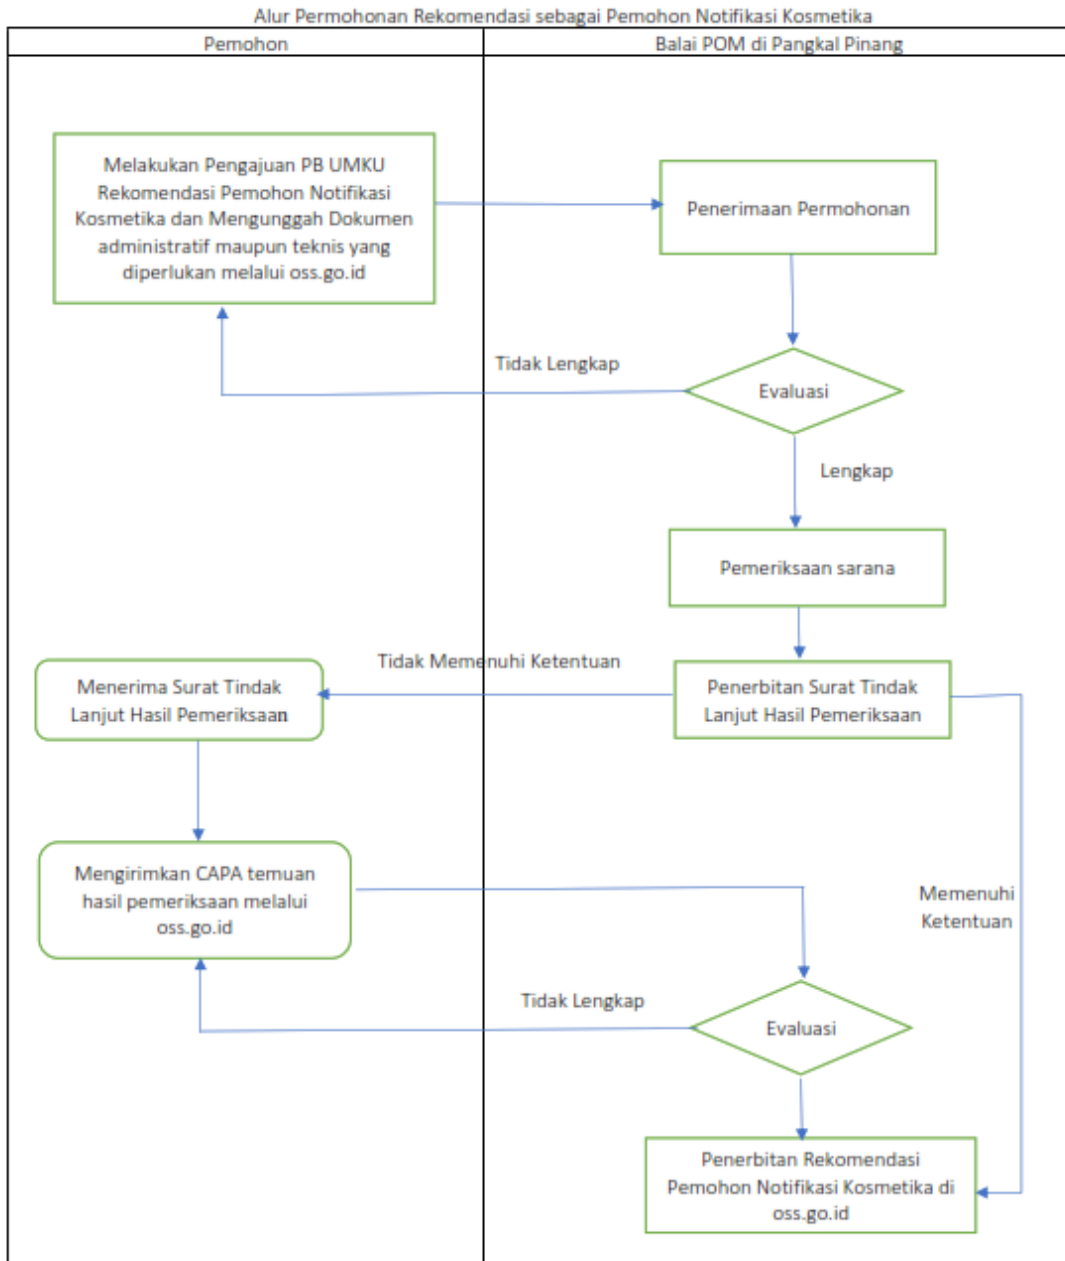 Alur Permohonan Rekomendasi sebagai Pemohon Notifikasi Kosmetika
Pemohon
Balai POM di Pangkal Pinang
Melakukan Pengajuan PB UMKU
Rekomendasi Pemohon Notifikasi
Kosmetika dan Mengunggah Dokumen
administratif maupun teknis yang
diperlukan melalui oss.go.id
Penerimaan Permohonan
Tidak Lengkap
Evaluasi
Lengkap
Pemeriksaan sarana
Tidak Memenuhi Ketentuan
Menerima Surat Tindak
Lanjut Hasil Pemeriksaan
Penerbitan Surat Tindak
Lanjut Hasil Pemeriksaan
Mengirimkan CAPA temuan
hasil pemeriksaan melalui
oss.go.id
Memenuhi
Ketentuan
Tidak Lengkap
Evaluasi
Penerbitan Rekomendasi
Pemohon Notifikasi Kosmetika di
oss.go.id